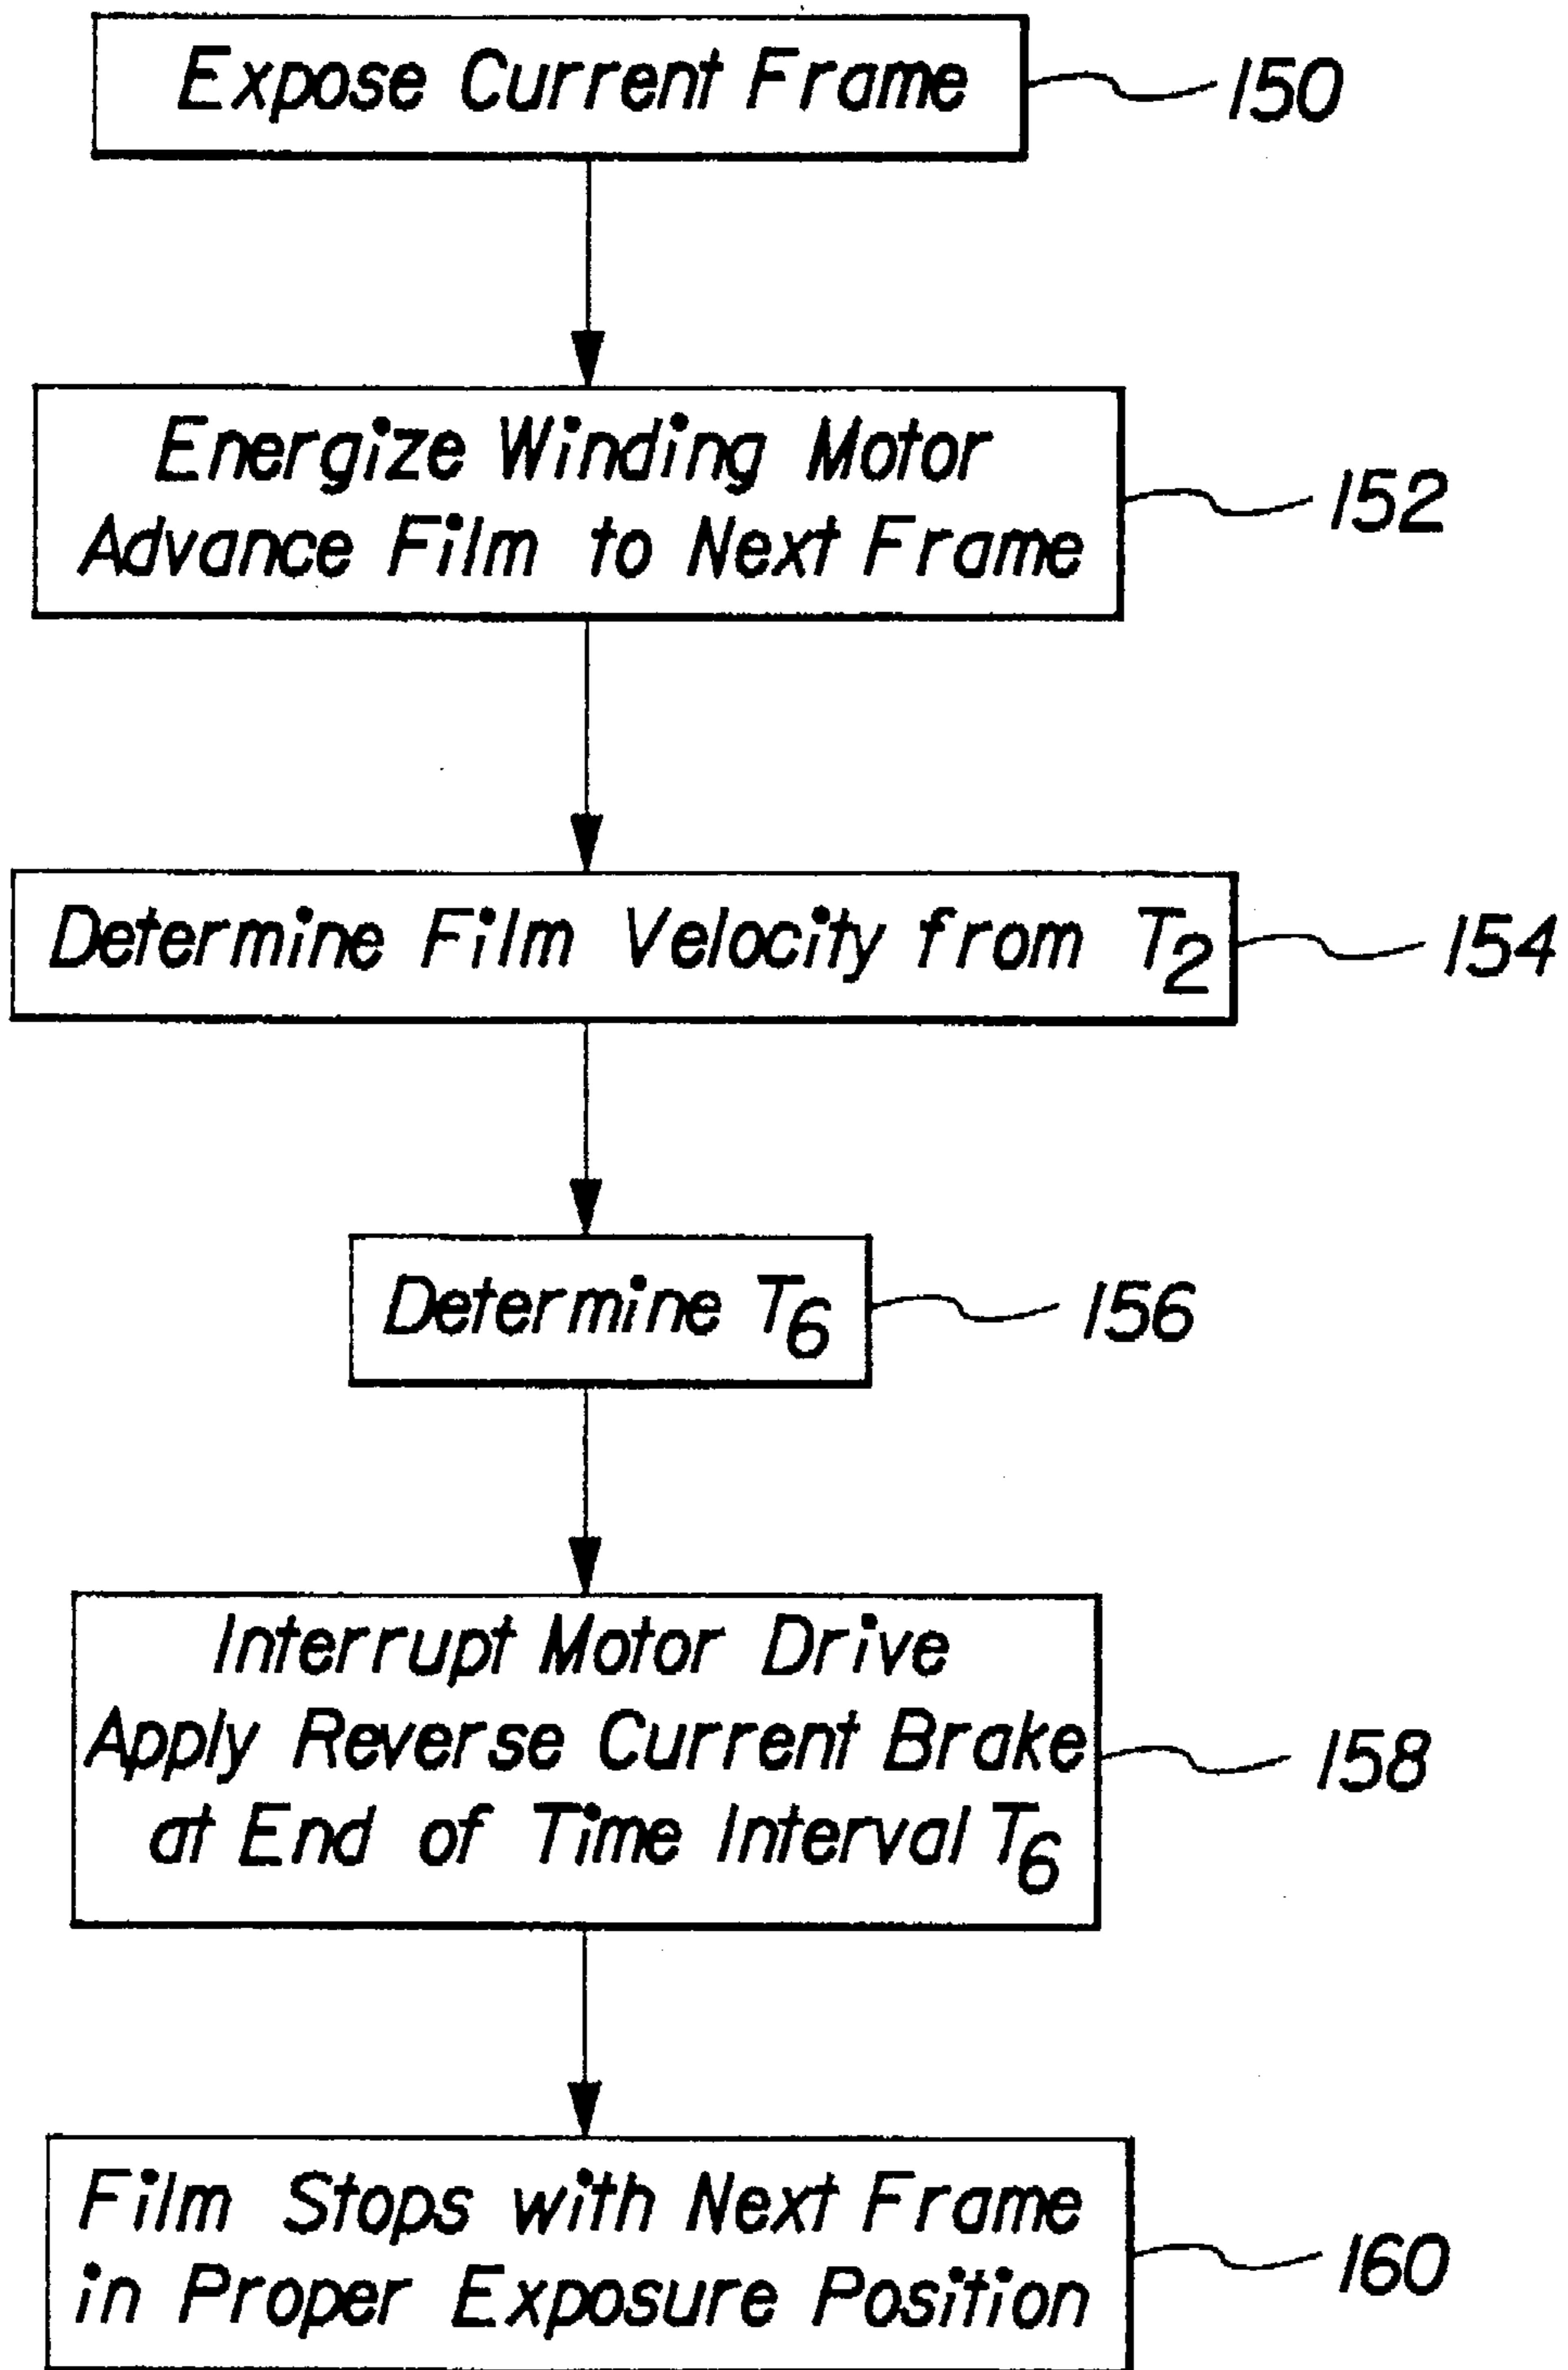 Expose Current Frame
150
Energize Winding Motor
Advance Film to Next Frame
152
Determine Film Velocity from T2
154
Determine T6
156
Interrupt Motor Drive
Apply Reverse Current Brake
at End of Time Interval T6
158
Film Stops with Next Frame
in Proper Exposure Position
160